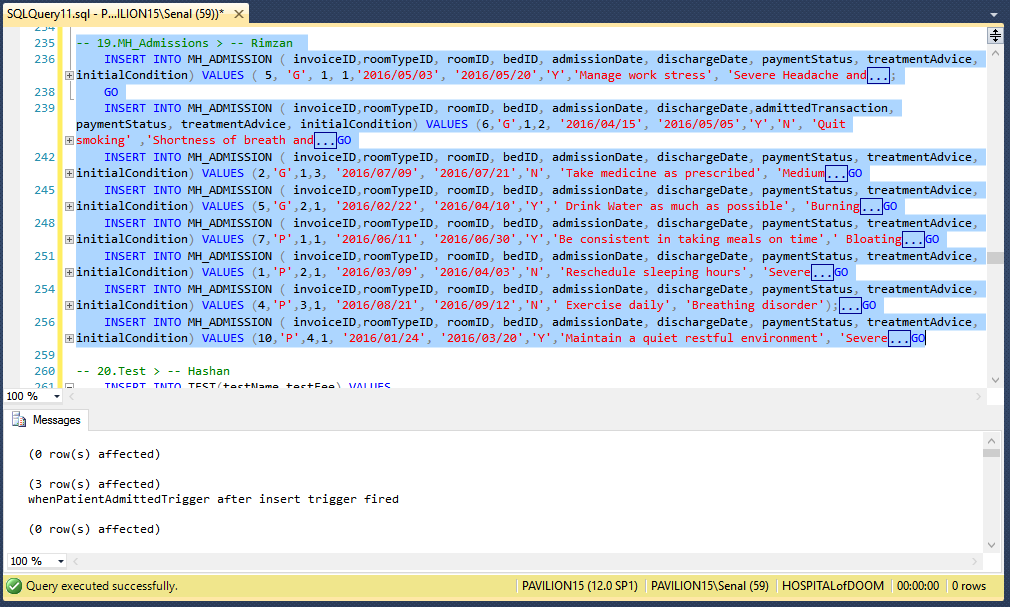 SQLQuery11.sql - P...ILION15\Senal (59))*
234
235 -- 19.MH_Admissions > -- Rimzan
236 INSERT INTO MH_ADMISSION ( invoiceID,roomTypeID, roomID, bedID, admissionDate, dischargeDate, paymentStatus, treatmentAdvice,
initialCondition) VALUES ( 5, 'G', 1, 1,'2016/05/03', '2016/05/20','Y','Manage work stress', 'Severe Headache and...;
238 GO
239 INSERT INTO MH_ADMISSION ( invoiceID,roomTypeID, roomID, bedID, admissionDate, dischargeDate,admittedTransaction,
paymentStatus, treatmentAdvice, initialCondition) VALUES (6,'G',1,2, '2016/04/15', '2016/05/05','Y','N', 'Quit
smoking' ,'Shortness of breath and...GO
242 INSERT INTO MH_ADMISSION ( invoiceID,roomTypeID, roomID, bedID, admissionDate, dischargeDate, paymentStatus, treatmentAdvice,
initialCondition) VALUES (2,'G',1,3, '2016/07/09', '2016/07/21','N', 'Take medicine as prescribed', 'Medium...GO
245 INSERT INTO MH_ADMISSION ( invoiceID,roomTypeID, roomID, bedID, admissionDate, dischargeDate, paymentStatus, treatmentAdvice,
initialCondition) VALUES (5,'G',2,1, '2016/02/22', '2016/04/10','Y',' Drink Water as much as possible', 'Burning...GO
248 INSERT INTO MH_ADMISSION ( invoiceID,roomTypeID, roomID, bedID, admissionDate, dischargeDate, paymentStatus, treatmentAdvice,
initialCondition) VALUES (7,'P',1,1, '2016/06/11', '2016/06/30','Y','Be consistent in taking meals on time',' Bloating...GO
251 INSERT INTO MH_ADMISSION ( invoiceID,roomTypeID, roomID, bedID, admissionDate, dischargeDate, paymentStatus, treatmentAdvice,
initialCondition) VALUES (1,'P',2,1, '2016/03/09', '2016/04/03','N', 'Reschedule sleeping hours', 'Severe...GO
254 INSERT INTO MH_ADMISSION ( invoiceID,roomTypeID, roomID, bedID, admissionDate, dischargeDate, paymentStatus, treatmentAdvice,
initialCondition) VALUES (4,'P',3,1, '2016/08/21', '2016/09/12','N',' Exercise daily', 'Breathing disorder');...GO
256 INSERT INTO MH_ADMISSION ( invoiceID,roomTypeID, roomID, bedID, admissionDate, dischargeDate, paymentStatus, treatmentAdvice,
initialCondition) VALUES (10,'P',4,1, '2016/01/24', '2016/03/20','Y','Maintain a quiet restful environment', 'Severe...GO
259
260 -- 20.Test > -- Hashan
261 INSERT INTO TEST(testName,testFee) VALUES
100 %
Messages
(0 row(s) affected)
(3 row(s) affected)
whenPatientAdmittedTrigger after insert trigger fired
(0 row(s) affected)
100 %
Query executed successfully. PAVILION15 (12.0 SP1) PAVILION15\Senal (59) HOSPITALofDOOM 00:00:00 0 rows